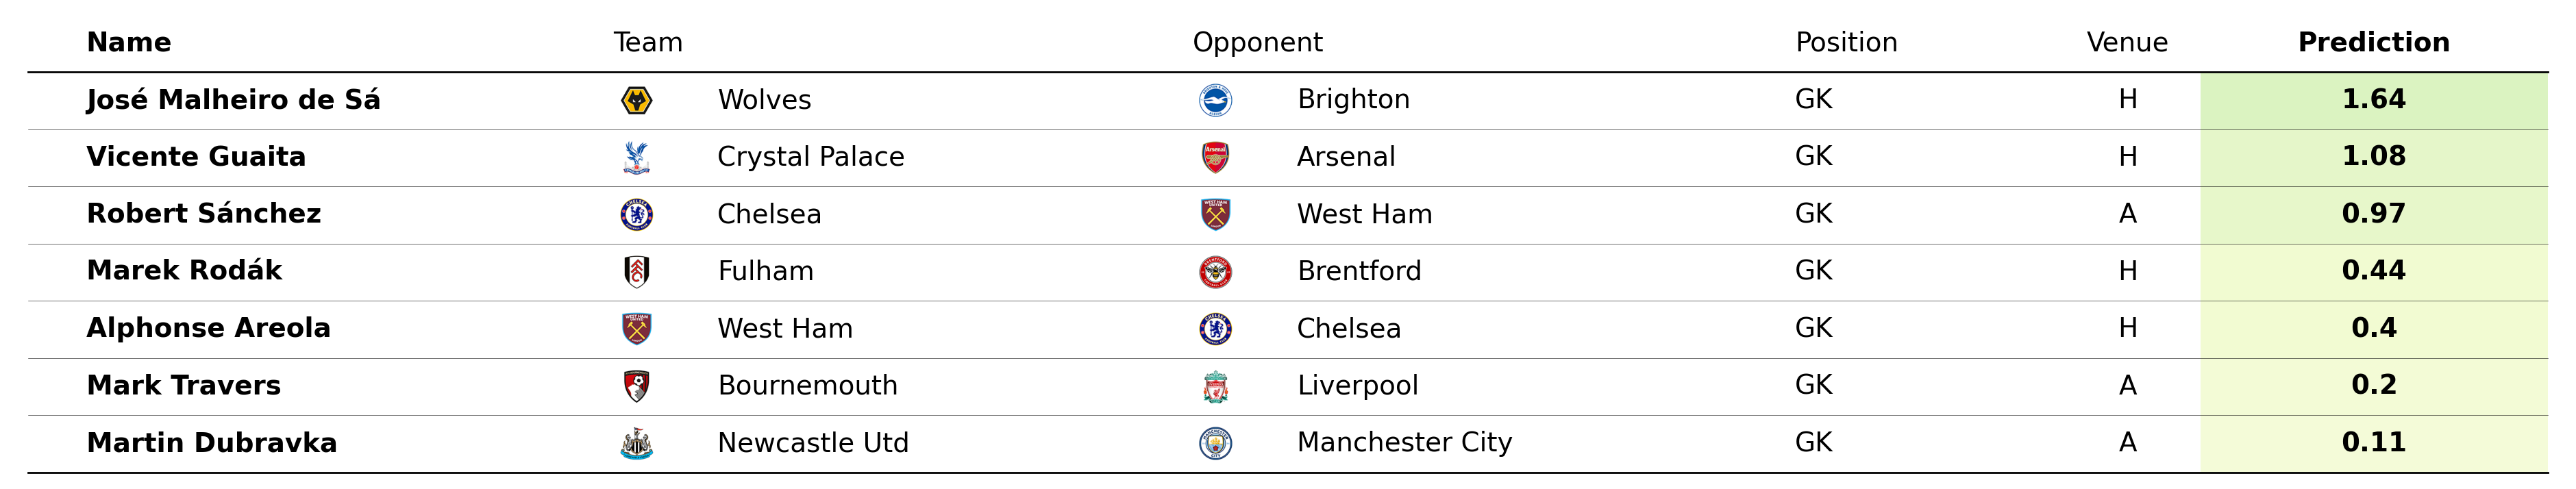 Name Team Opponent Position Venue Prediction
José Malheiro de Sá Wolves Brighton GK H 1.64
Vicente Guaita Crystal Palace Arsenal GK H 1.08
Robert Sánchez Chelsea West Ham GK A 0.97
Marek Rodák Fulham Brentford GK H 0.44
Alphonse Areola West Ham Chelsea GK H 0.4
Mark Travers Bournemouth Liverpool GK A 0.2
Martin Dubravka Newcastle Utd Manchester City GK A 0.11